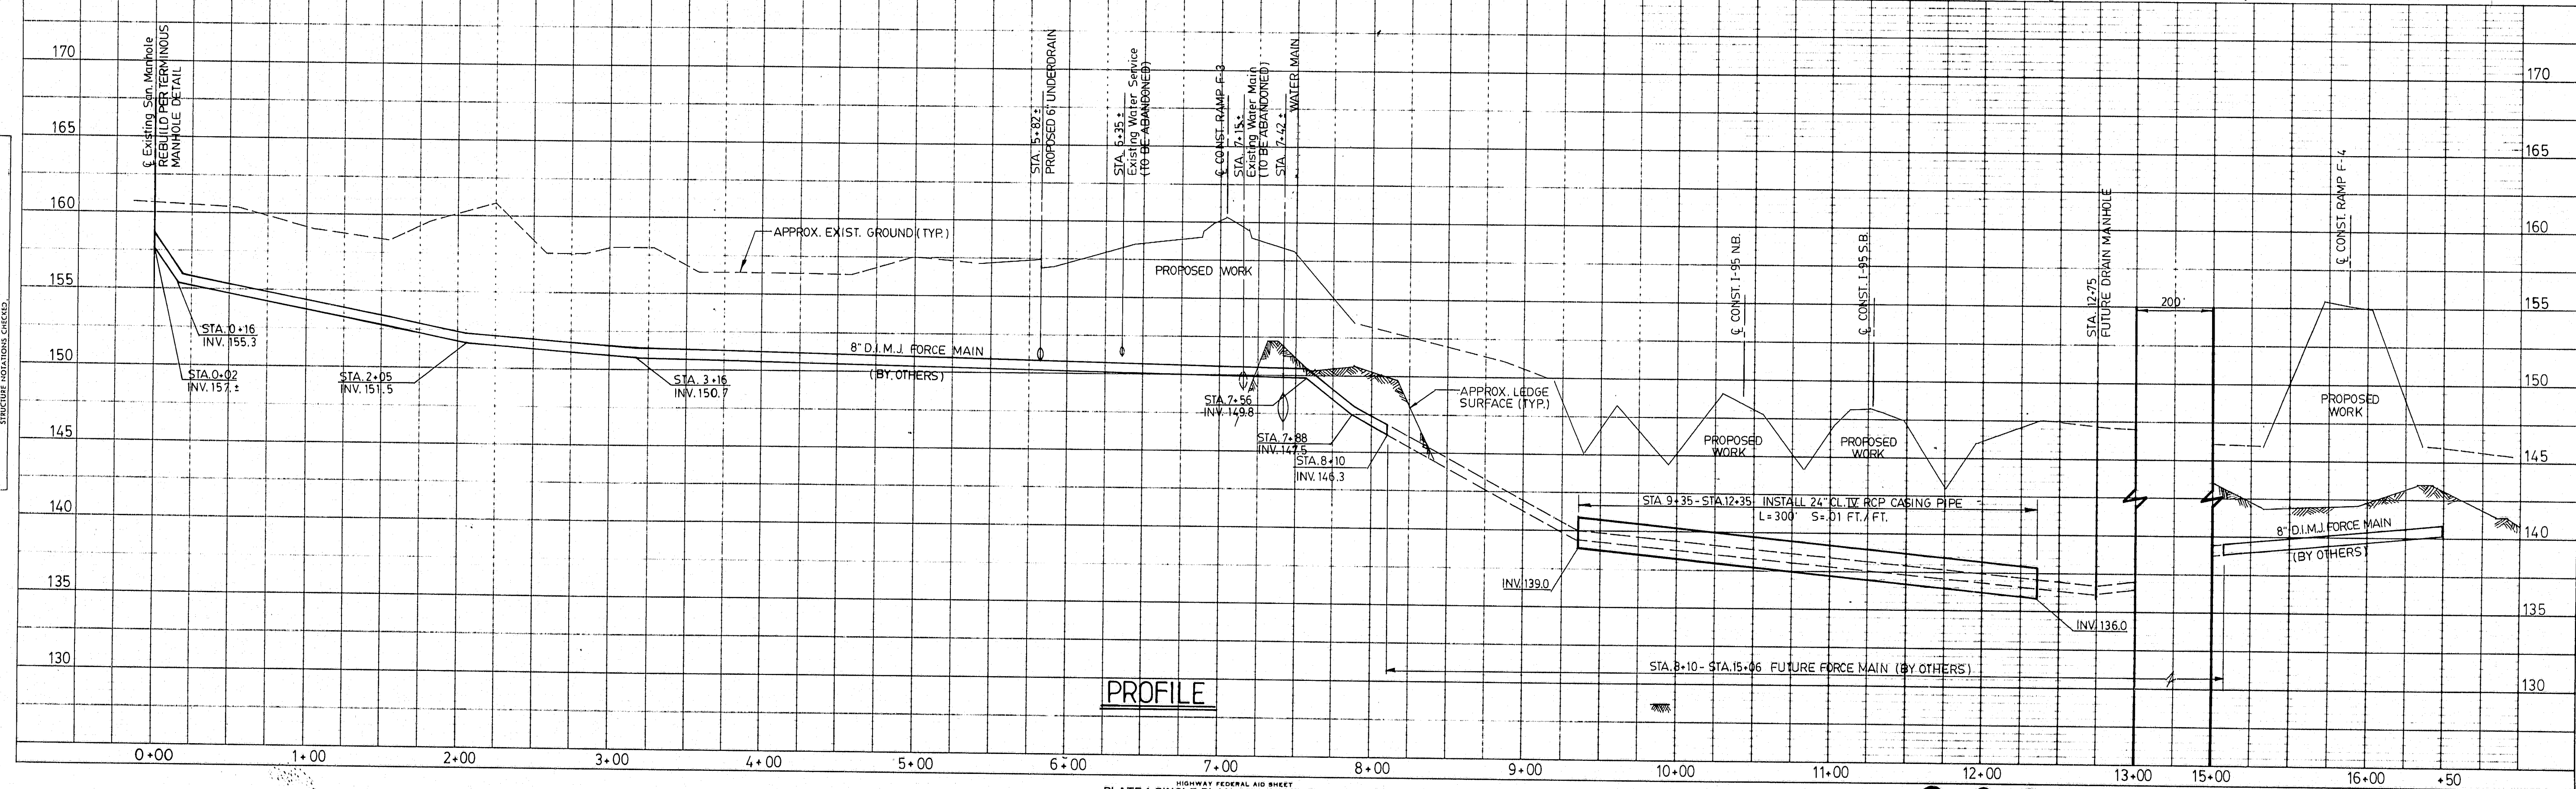 170
165
160
155
150
145
140
135
130
℄ Existing San. Manhole
REBUILD PER TERMINOUS
MANHOLE DETAIL
STA. 0+16
INV. 155.3
STA. 0+02
INV. 157.±
STA. 2+05
INV. 151.5
STA. 3+16
INV. 150.7
APPROX. EXIST. GROUND (TYP.)
8" D.I.M.J. FORCE MAIN
(BY OTHERS)
STA. 5+82 ±
PROPOSED 6" UNDERDRAIN
STA. 6+35 ±
Existing Water Service
(TO BE ABANDONED)
℄ CONST. RAMP F-3
STA. 7+15 ±
Existing Water Main
(TO BE ABANDONED)
STA. 7+42 ±
WATER MAIN
PROPOSED WORK
STA. 7+56
INV. 149.8
STA. 7+88
INV. 147.5
STA. 8+10
INV. 146.3
APPROX. LEDGE
SURFACE (TYP.)
℄ CONST. I-95 N.B.
℄ CONST. I-95 S.B.
PROPOSED
WORK
PROPOSED
WORK
STA. 9+35 - STA. 12+35 INSTALL 24" CL. IV RCP CASING PIPE
L=300' S=.01 FT./FT.
INV. 139.0
INV. 136.0
STA. 12+75
FUTURE DRAIN MANHOLE
200'
℄ CONST. RAMP F-4
PROPOSED
WORK
8" D.I.M.J. FORCE MAIN
(BY OTHERS)
STA. 8+10 - STA. 15+06 FUTURE FORCE MAIN (BY OTHERS)
170
165
160
155
150
145
140
135
130
PROFILE
0+00 1+00 2+00 3+00 4+00 5+00 6+00 7+00 8+00 9+00 10+00 11+00 12+00 13+00 15+00 16+00 +50
HIGHWAY FEDERAL AID SHEET
STRUCTURE NOTATIONS CHECKED